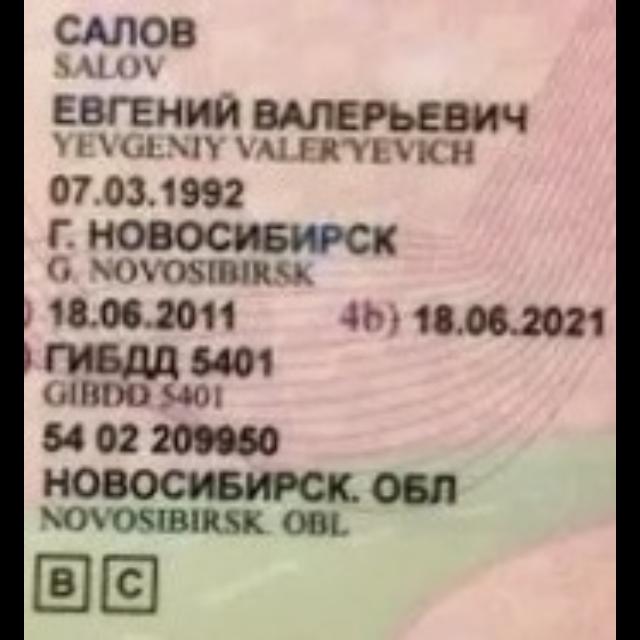 САЛОВ
SALOV
ЕВГЕНИЙ ВАЛЕРЬЕВИЧ
YEVGENIY VALER'YEVICH
07.03.1992
Г. НОВОСИБИРСК
G. NOVOSIBIRSK
18.06.2011 4b) 18.06.2021
ГИБДД 5401
GIBDD 5401
54 02 209950
НОВОСИБИРСК. ОБЛ
NOVOSIBIRSK. OBL
B C